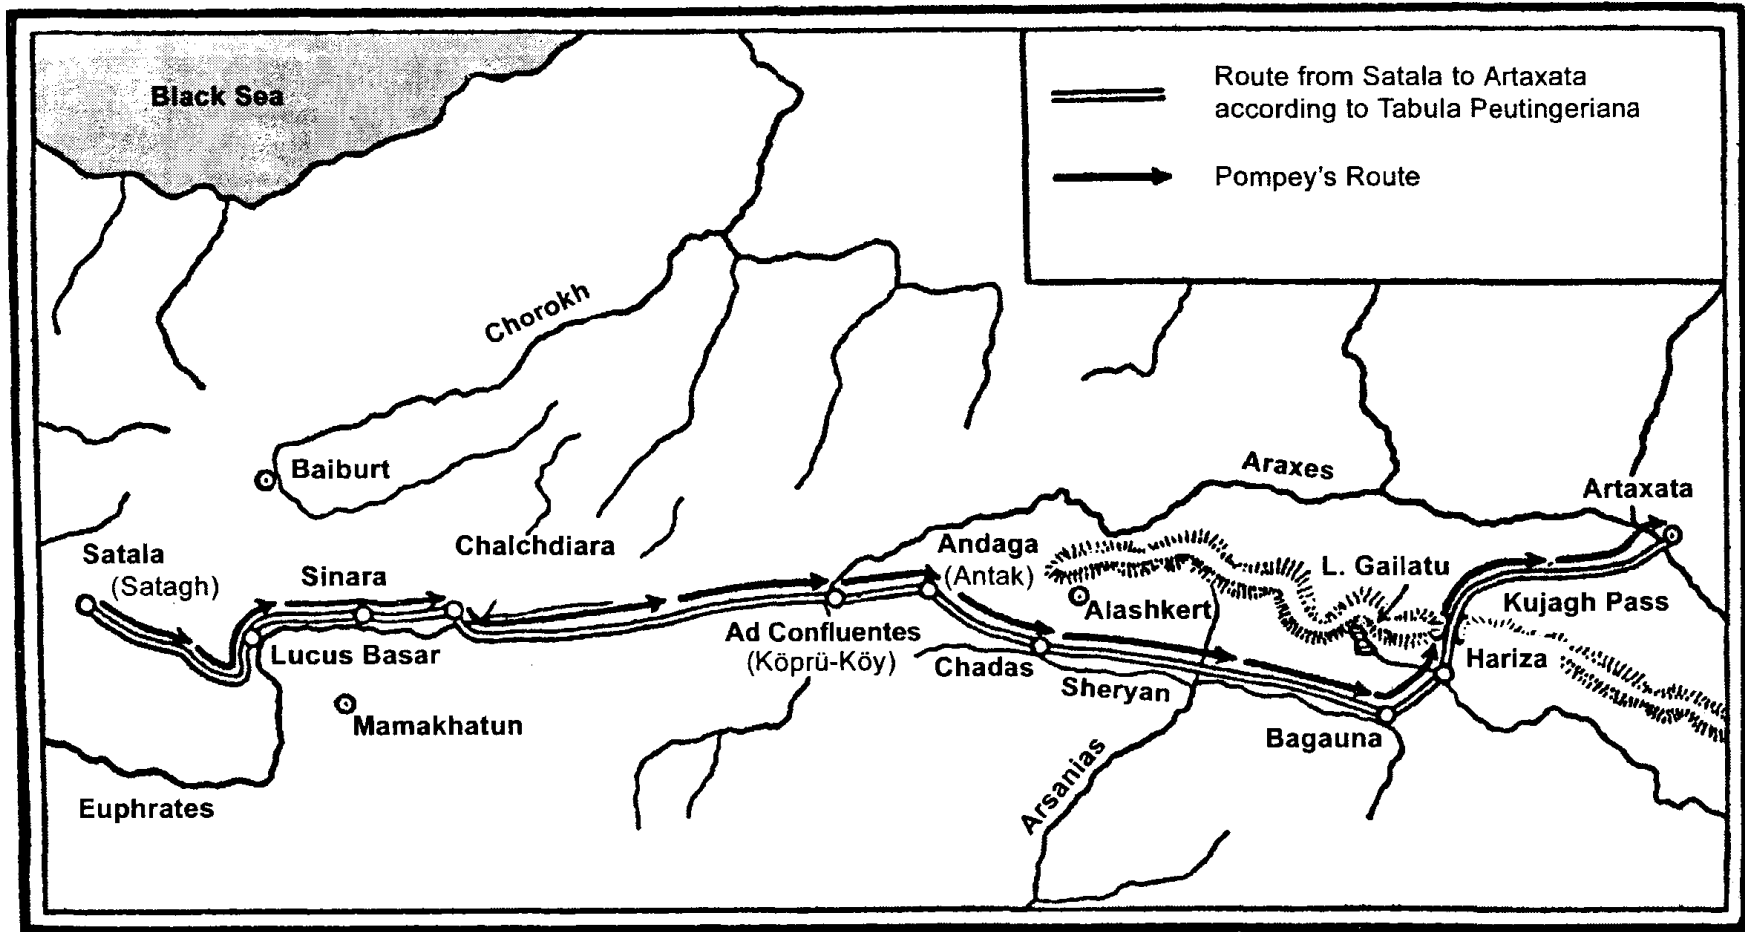 Black Sea
Route from Satala to Artaxata
according to Tabula Peutingeriana
Pompey's Route
Chorokh
Baiburt
Araxes
Artaxata
Satala
(Satagh)
Sinara
Chalchdiara
Andaga
(Antak)
L. Gailatu
Alashkert
Kujagh Pass
Lucus Basar
Ad Confluentes
(Köprü-Köy)
Chadas
Sheryan
Hariza
Mamakhatun
Bagauna
Euphrates
Arsanias